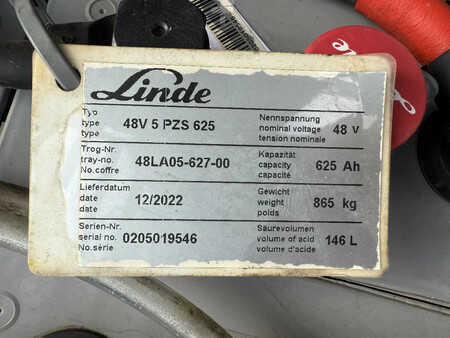 Linde
Typ
type 48V 5 PZS 625
type
Nennspannung
nominal voltage 48 V
tension nominale
Trog-Nr.
tray-no. 48LA05-627-00
No.coffre
Kapazität
capacity 625 Ah
capacité
Lieferdatum
date 12/2022
date
Gewicht
weight 865 kg
poids
Serien-Nr.
serial no. 0205019546
No.série
Säurevolumen
volume of acid 146 L
volume d'acide